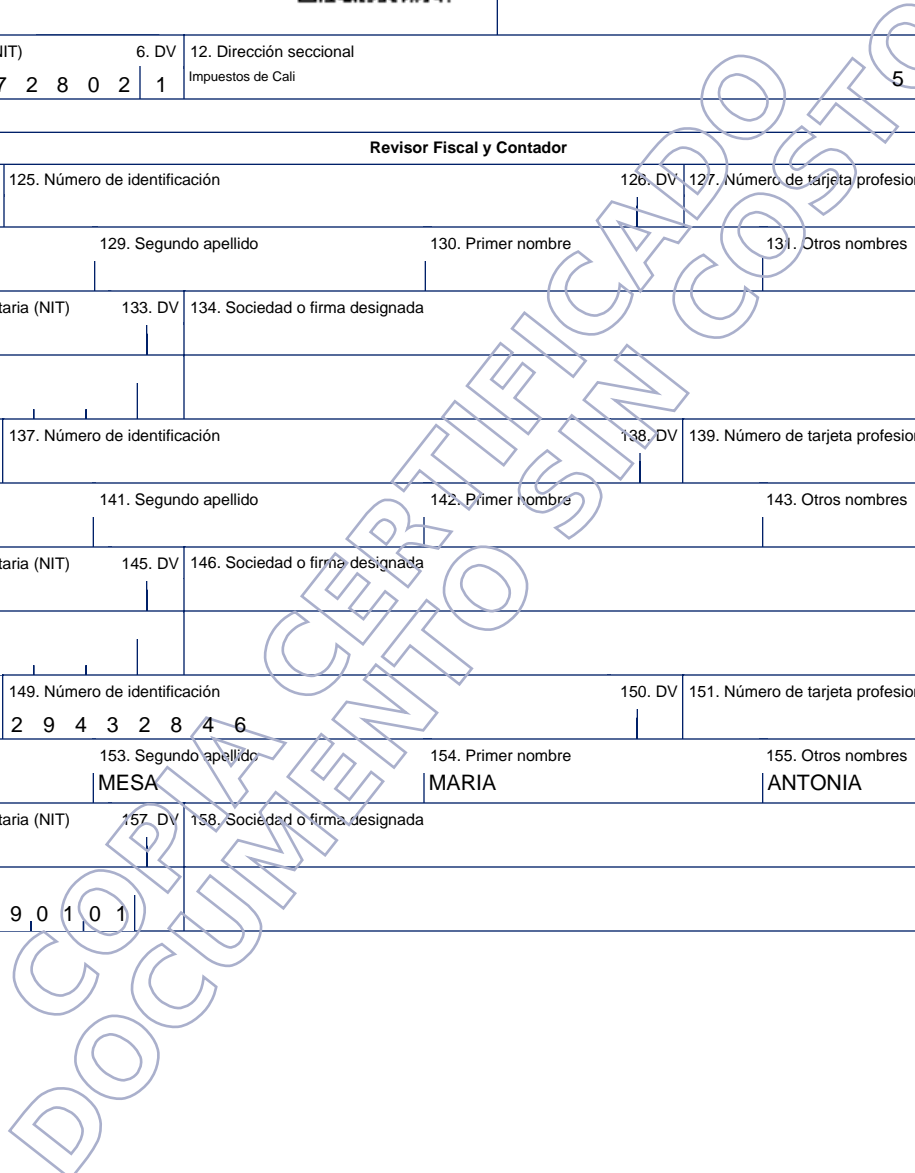 NIT) 6. DV 12. Dirección seccional
7 2 8 0 2 1 Impuestos de Cali 5
Revisor Fiscal y Contador
125. Número de identificación 126. DV 127. Número de tarjeta profesion
129. Segundo apellido 130. Primer nombre 131. Otros nombres
taria (NIT) 133. DV 134. Sociedad o firma designada
137. Número de identificación 138. DV 139. Número de tarjeta profesion
141. Segundo apellido 142. Primer nombre 143. Otros nombres
taria (NIT) 145. DV 146. Sociedad o firma designada
149. Número de identificación 150. DV 151. Número de tarjeta profesion
2 9 4 3 2 8 4 6
153. Segundo apellido 154. Primer nombre 155. Otros nombres
MESA MARIA ANTONIA
taria (NIT) 157. DV 158. Sociedad o firma designada
9 0 1 0 1
COPIA CERTIFICADO
DOCUMENTO SIN COSTO